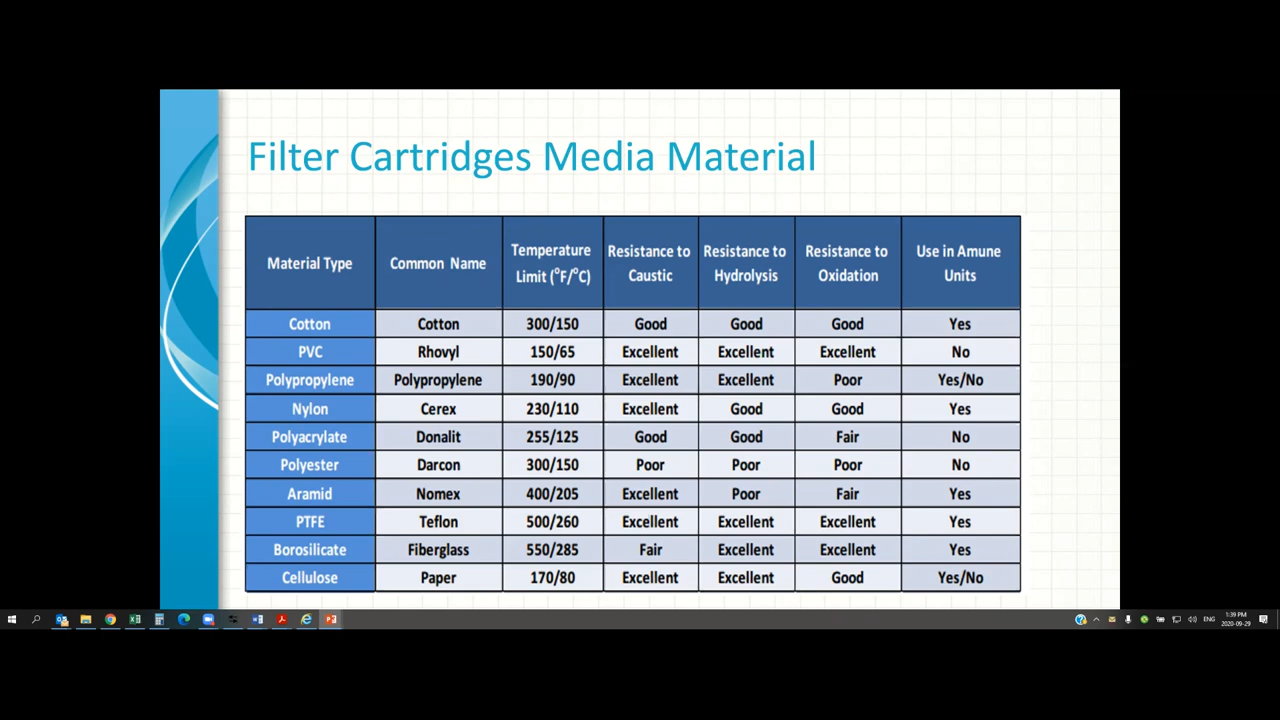 Filter Cartridges Media Material
Material Type Common Name Temperature Limit (°F/°C) Resistance to Caustic Resistance to Hydrolysis Resistance to Oxidation Use in Amune Units
Cotton Cotton 300/150 Good Good Good Yes
PVC Rhovyl 150/65 Excellent Excellent Excellent No
Polypropylene Polypropylene 190/90 Excellent Excellent Poor Yes/No
Nylon Cerex 230/110 Excellent Good Good Yes
Polyacrylate Donalit 255/125 Good Good Fair No
Polyester Darcon 300/150 Poor Poor Poor No
Aramid Nomex 400/205 Excellent Poor Fair Yes
PTFE Teflon 500/260 Excellent Excellent Excellent Yes
Borosilicate Fiberglass 550/285 Fair Excellent Excellent Yes
Cellulose Paper 170/80 Excellent Excellent Good Yes/No
ENG
1:39 PM
2020-09-29